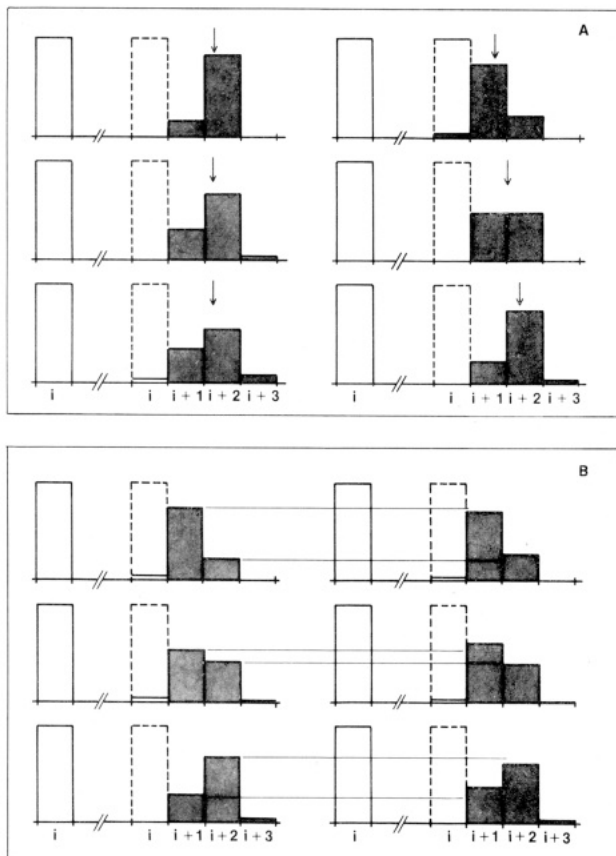 A
i i i + 1 i + 2 i + 3 i i i + 1 i + 2 i + 3
B
i i i + 1 i + 2 i + 3 i i i + 1 i + 2 i + 3